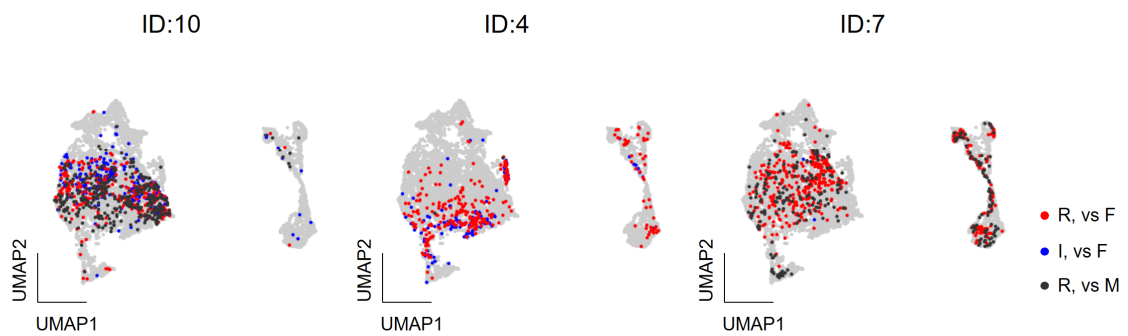 ID:10
ID:4
ID:7
UMAP2
UMAP1
UMAP2
UMAP1
UMAP2
UMAP1
R, vs F
I, vs F
R, vs M